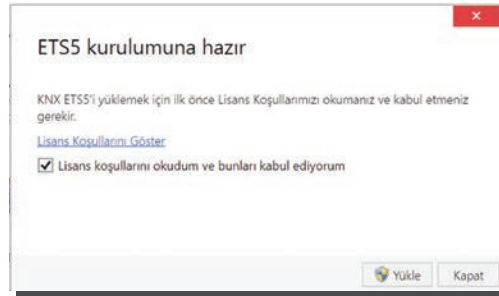 ETS5 kurulumuna hazır
KNX ETS5'i yüklemek için ilk önce Lisans Koşullarımızı okumanız ve kabul etmeniz
gerekir.
Lisans Koşullarını Göster
Lisans koşullarını okudum ve bunları kabul ediyorum
Yükle
Kapat